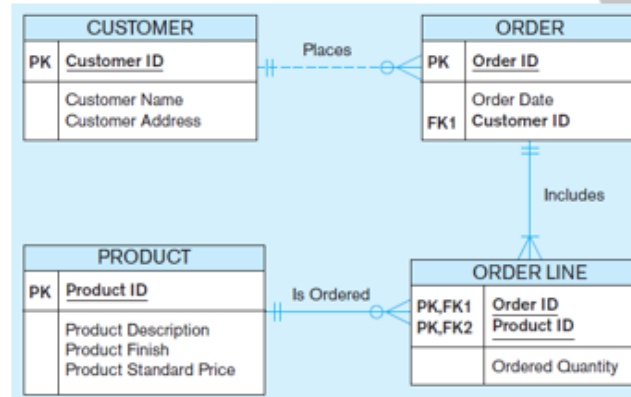 CUSTOMER
PK Customer ID
Customer Name
Customer Address
Places
ORDER
PK Order ID
Order Date
FK1 Customer ID
Includes
PRODUCT
PK Product ID
Product Description
Product Finish
Product Standard Price
Is Ordered
ORDER LINE
PK,FK1 Order ID
PK,FK2 Product ID
Ordered Quantity